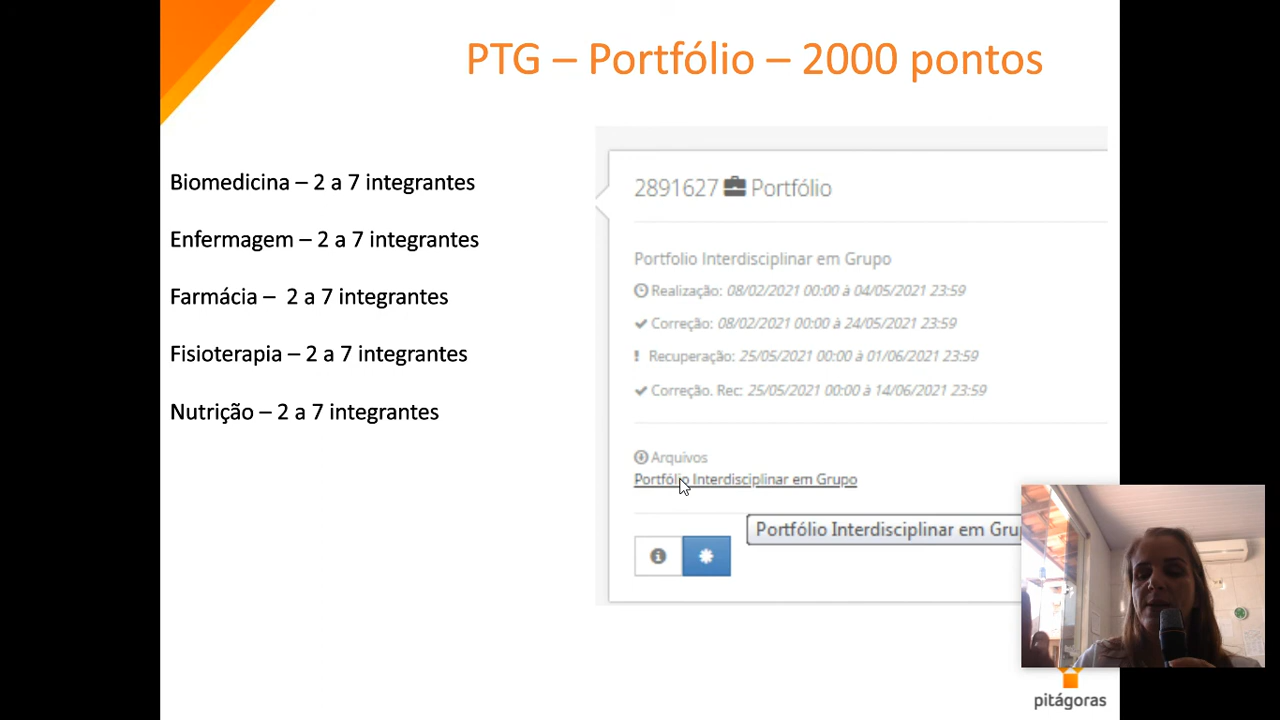 PTG – Portfólio – 2000 pontos
Biomedicina – 2 a 7 integrantes
Enfermagem – 2 a 7 integrantes
Farmácia – 2 a 7 integrantes
Fisioterapia – 2 a 7 integrantes
Nutrição – 2 a 7 integrantes
2891627 Portfólio
Portfolio Interdisciplinar em Grupo
Realização: 08/02/2021 00:00 à 04/05/2021 23:59
Correção: 08/02/2021 00:00 à 24/05/2021 23:59
Recuperação: 25/05/2021 00:00 à 01/06/2021 23:59
Correção. Rec: 25/05/2021 00:00 à 14/06/2021 23:59
Arquivos
Portfólio Interdisciplinar em Grupo
Portfólio Interdisciplinar em Gru
pitágoras